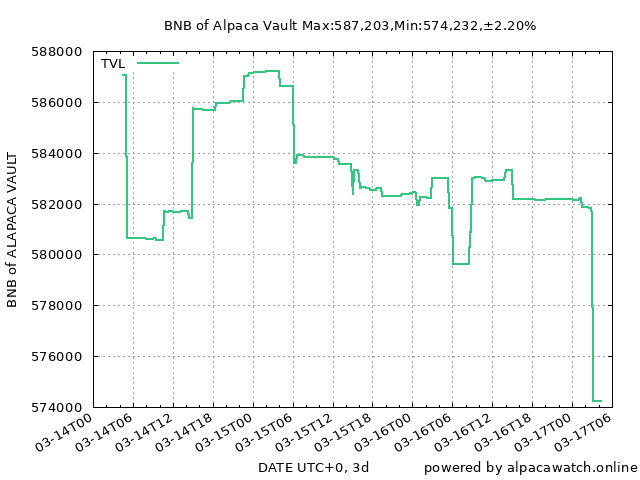 BNB of Alpaca Vault Max:587,203,Min:574,232,±2.20%
588000
TVL
586000
584000
582000
580000
578000
576000
574000
BNB of ALAPACA VAULT
03-14T00
03-14T06
03-14T12
03-14T18
03-15T00
03-15T06
03-15T12
03-15T18
03-16T00
03-16T06
03-16T12
03-16T18
03-17T00
03-17T06
DATE UTC+0, 3d
powered by alpacawatch.online